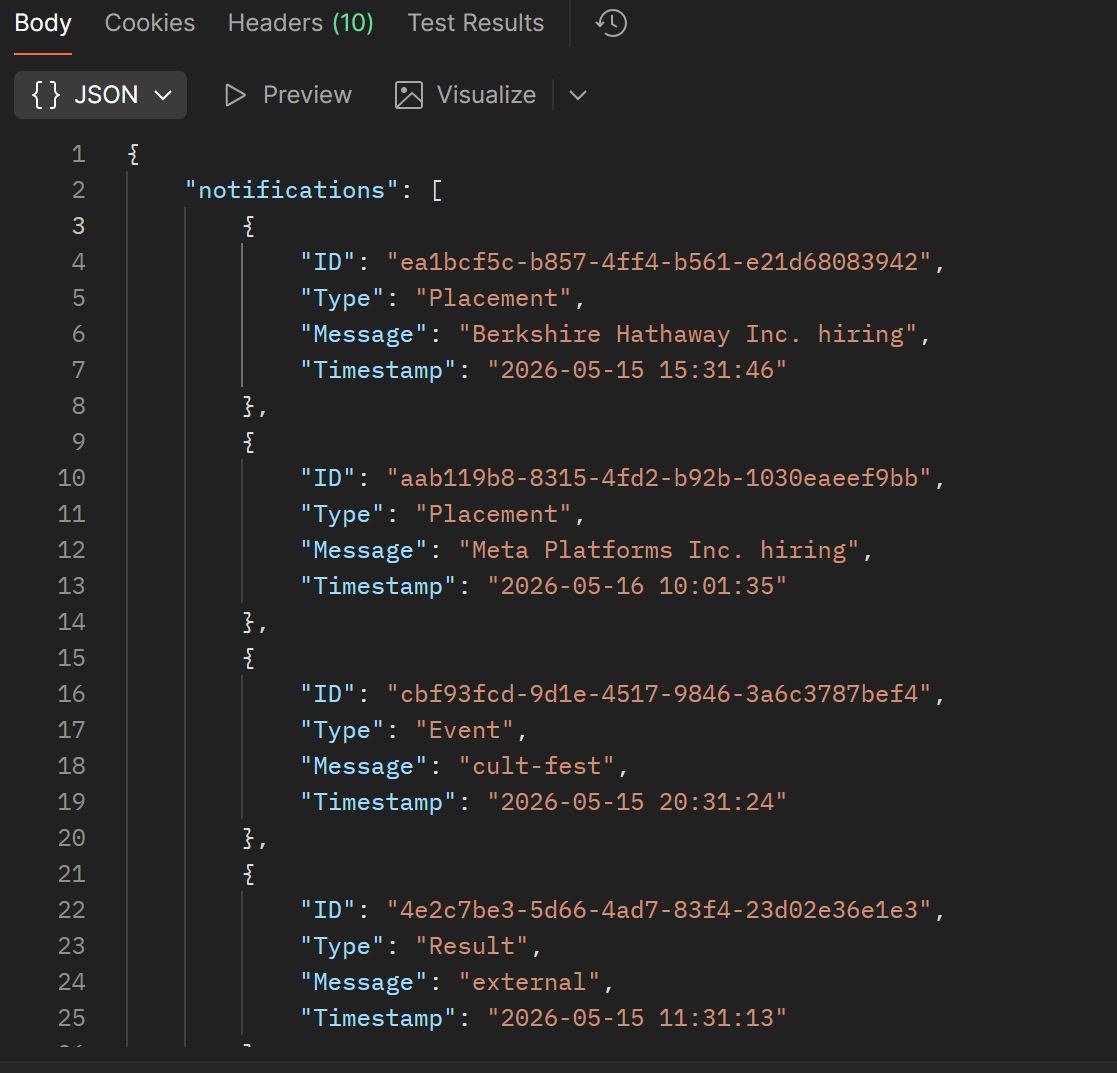 Body Cookies Headers (10) Test Results
{} JSON Preview Visualize
1 {
2 "notifications": [
3 {
4 "ID": "ea1bcf5c-b857-4ff4-b561-e21d68083942",
5 "Type": "Placement",
6 "Message": "Berkshire Hathaway Inc. hiring",
7 "Timestamp": "2026-05-15 15:31:46"
8 },
9 {
10 "ID": "aab119b8-8315-4fd2-b92b-1030eaeef9bb",
11 "Type": "Placement",
12 "Message": "Meta Platforms Inc. hiring",
13 "Timestamp": "2026-05-16 10:01:35"
14 },
15 {
16 "ID": "cbf93fcd-9d1e-4517-9846-3a6c3787bef4",
17 "Type": "Event",
18 "Message": "cult-fest",
19 "Timestamp": "2026-05-15 20:31:24"
20 },
21 {
22 "ID": "4e2c7be3-5d66-4ad7-83f4-23d02e36e1e3",
23 "Type": "Result",
24 "Message": "external",
25 "Timestamp": "2026-05-15 11:31:13"